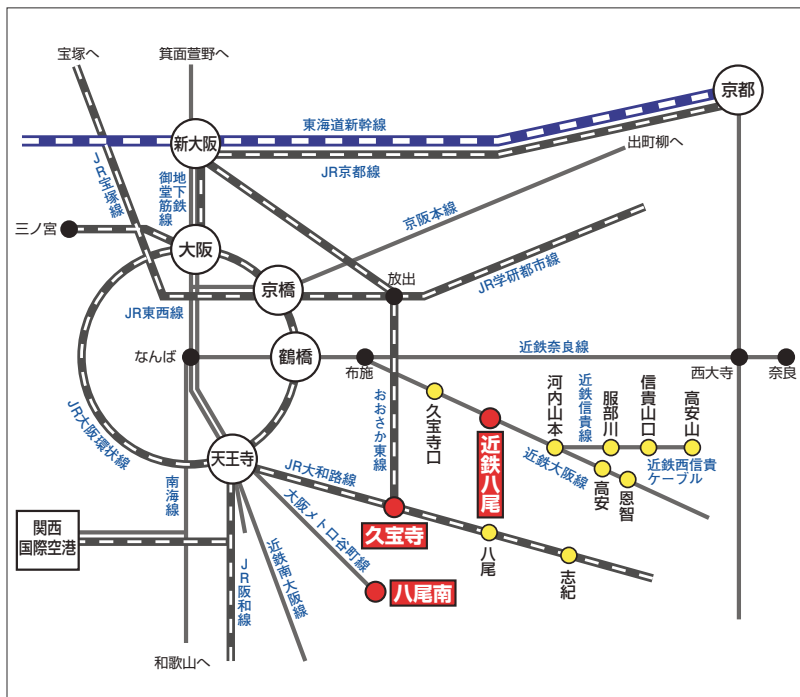 宝塚へ
箕面萱野へ
京都
東海道新幹線
新大阪
出町柳へ
JR京都線
JR宝塚線
地下鉄
御堂筋線
京阪本線
三ノ宮
大阪
放出
京橋
JR学研都市線
JR東西線
なんば
鶴橋
布施
近鉄奈良線
西大寺
奈良
久宝寺口
近鉄八尾
河内山本
近鉄信貴線
服部川
信貴山口
高安山
おおさか東線
JR大阪環状線
天王寺
JR大和路線
近鉄大阪線
高安
恩智
近鉄西信貴
ケーブル
南海線
大阪メトロ谷町線
久宝寺
八尾
志紀
関西
国際空港
JR阪和線
近鉄南大阪線
八尾南
和歌山へ